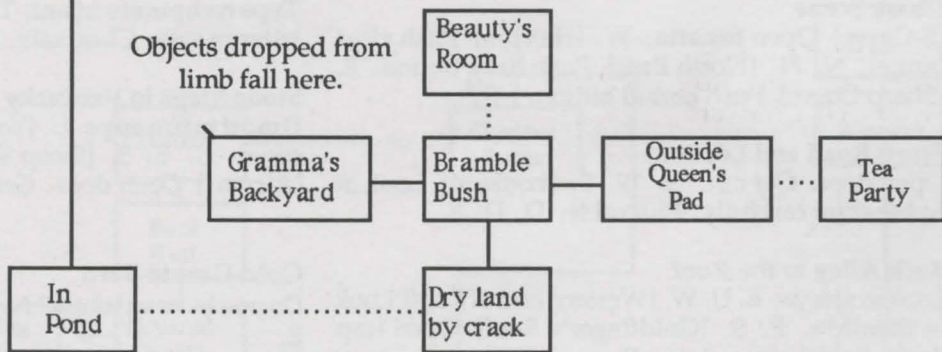 Objects dropped from
limb fall here.
Beauty's
Room
Gramma's
Backyard
Bramble
Bush
Outside
Queen's
Pad
Tea
Party
In
Pond
Dry land
by crack